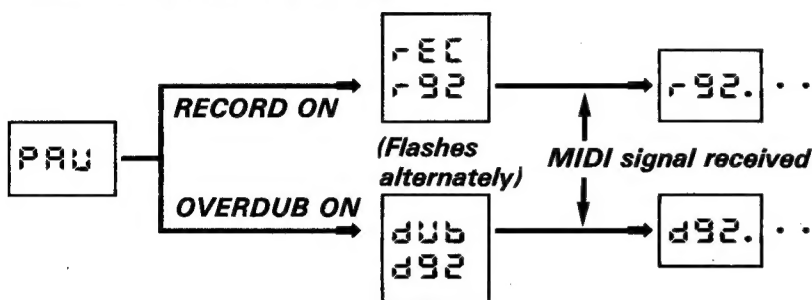 rEC
r92
r92. · ·
RECORD ON
PAU
(Flashes
alternately)
MIDI signal received
OVERDUB ON
dUb
d92
d92. · ·